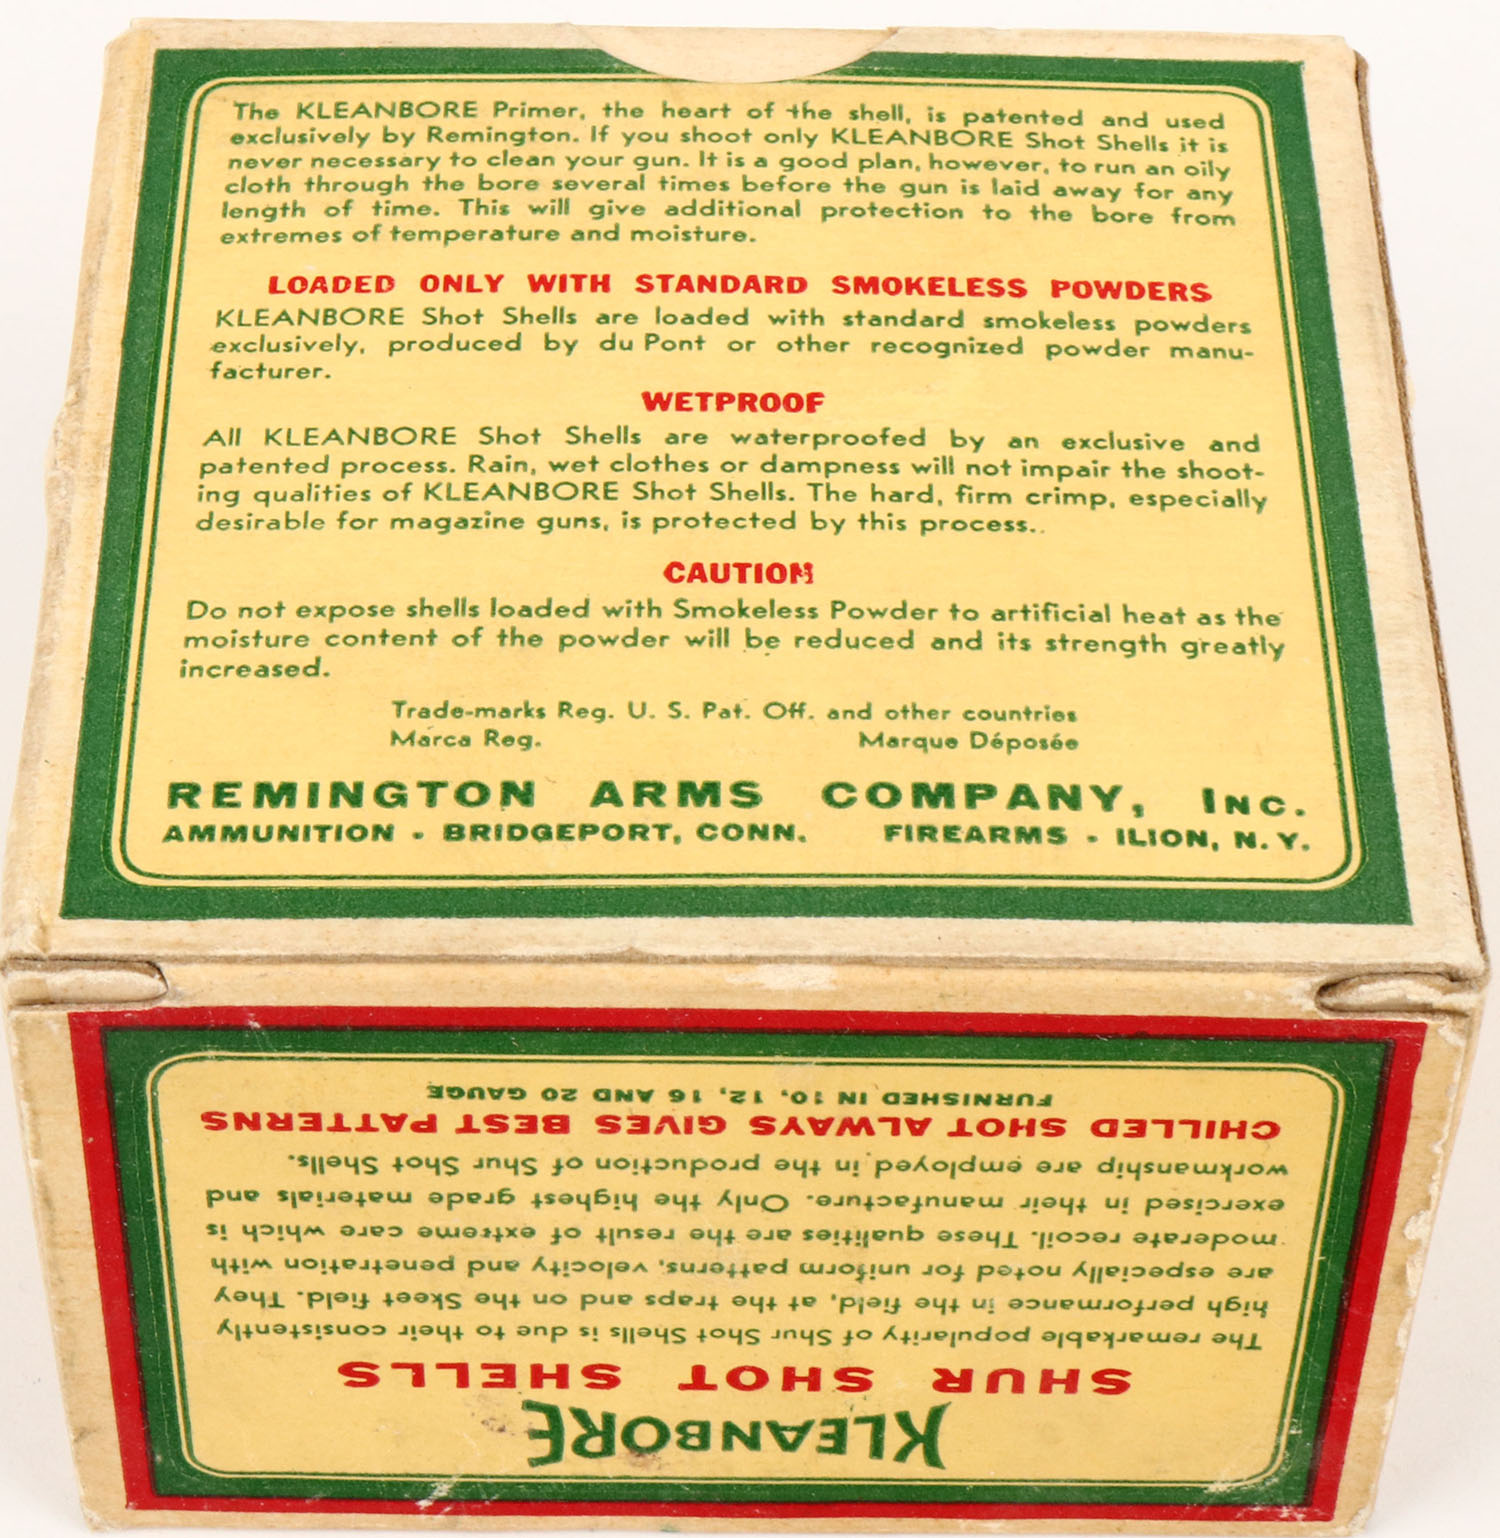 The KLEANBORE Primer, the heart of the shell, is patented and used
exclusively by Remington. If you shoot only KLEANBORE Shot Shells it is
never necessary to clean your gun. It is a good plan, however, to run an oily
cloth through the bore several times before the gun is laid away for any
length of time. This will give additional protection to the bore from
extremes of temperature and moisture.
LOADED ONLY WITH STANDARD SMOKELESS POWDERS
KLEANBORE Shot Shells are loaded with standard smokeless powders
exclusively, produced by du Pont or other recognized powder manu-
facturer.
WETPROOF
All KLEANBORE Shot Shells are waterproofed by an exclusive and
patented process. Rain, wet clothes or dampness will not impair the shoot-
ing qualities of KLEANBORE Shot Shells. The hard, firm crimp, especially
desirable for magazine guns, is protected by this process.
CAUTION
Do not expose shells loaded with Smokeless Powder to artificial heat as the
moisture content of the powder will be reduced and its strength greatly
increased.
Trade-marks Reg. U. S. Pat. Off. and other countries
Marca Reg. Marque Déposée
REMINGTON ARMS COMPANY, INC.
AMMUNITION · BRIDGEPORT, CONN. FIREARMS · ILION, N. Y.
KLEANBORE
SHUR SHOT SHELLS
The remarkable popularity of Shur Shot Shells is due to their consistently
high performance in the field, at the traps and on the Skeet field. They
are especially noted for uniform patterns, velocity and penetration with
moderate recoil. These qualities are the result of extreme care which is
exercised in their manufacture. Only the highest grade materials and
workmanship are employed in the production of Shur Shot Shells.
CHILLED SHOT ALWAYS GIVES BEST PATTERNS
FURNISHED IN 10, 12, 16 AND 20 GAUGE